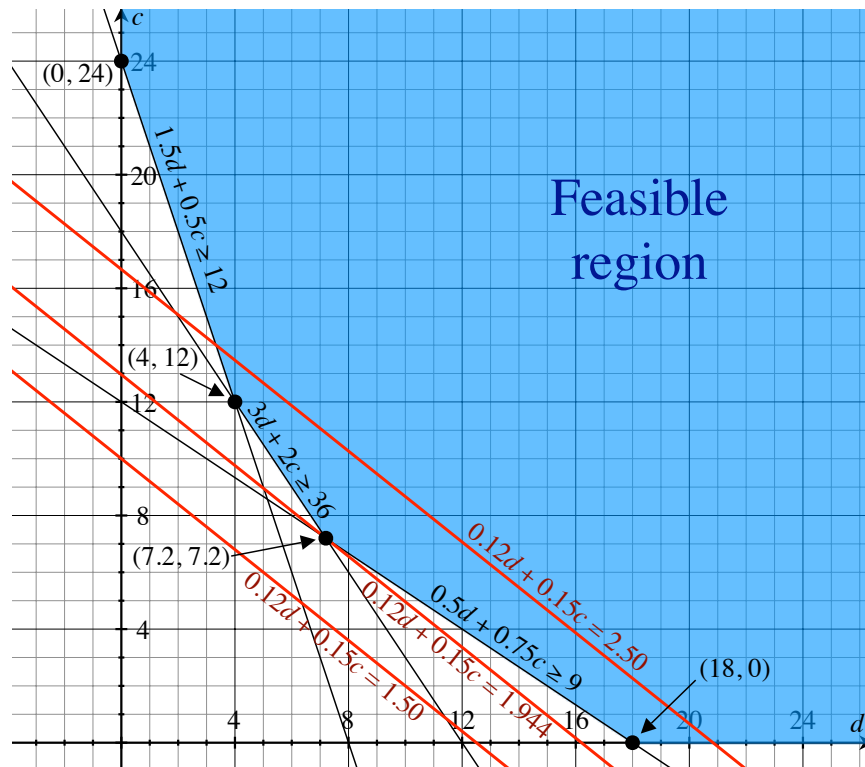 c
24
(0, 24)
1.5d + 0.5c ≥ 12
20
Feasible
region
16
(4, 12)
12
3d + 2c ≥ 36
8
(7.2, 7.2)
0.12d + 0.15c = 2.50
0.12d + 0.15c = 1.50
0.12d + 0.15c = 1.944
0.5d + 0.75c ≥ 9
4
(18, 0)
4
8
12
16
20
24
d